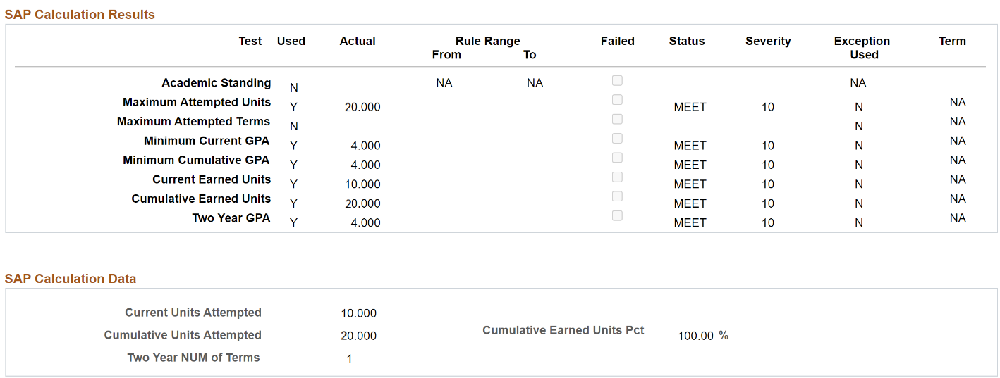 SAP Calculation Results
Test Used Actual Rule Range Failed Status Severity Exception Term
From To Used
Academic Standing N NA NA NA
Maximum Attempted Units Y 20.000 MEET 10 N NA
Maximum Attempted Terms N N NA
Minimum Current GPA Y 4.000 MEET 10 N NA
Minimum Cumulative GPA Y 4.000 MEET 10 N NA
Current Earned Units Y 10.000 MEET 10 N NA
Cumulative Earned Units Y 20.000 MEET 10 N NA
Two Year GPA Y 4.000 MEET 10 N NA
SAP Calculation Data
Current Units Attempted 10.000
Cumulative Units Attempted 20.000 Cumulative Earned Units Pct 100.00 %
Two Year NUM of Terms 1